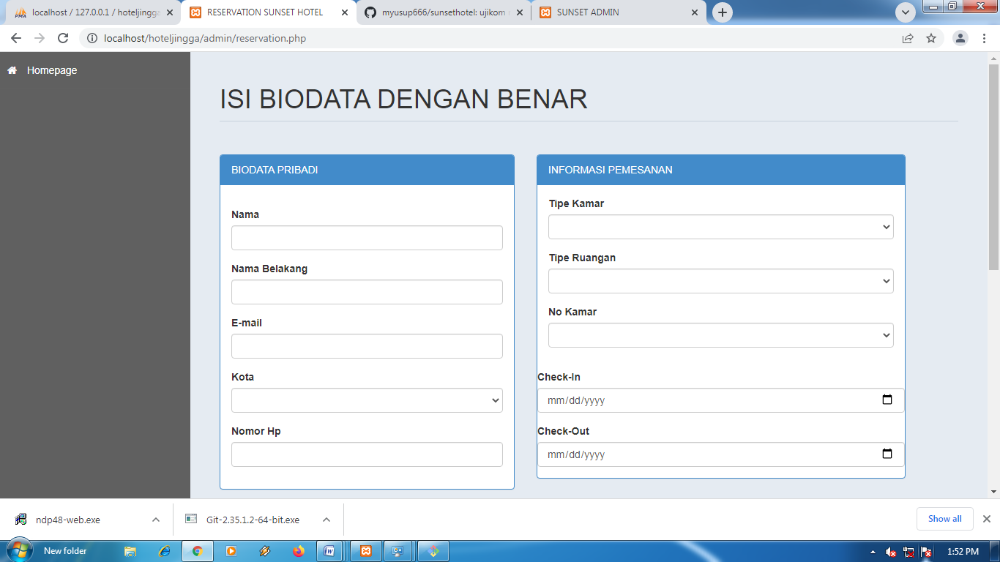 localhost / 127.0.0.1 / hoteljingga
RESERVATION SUNSET HOTEL
myusup666/sunsethotel: ujikom
SUNSET ADMIN
localhost/hoteljingga/admin/reservation.php
Homepage
ISI BIODATA DENGAN BENAR
BIODATA PRIBADI
Nama
Nama Belakang
E-mail
Kota
Nomor Hp
INFORMASI PEMESANAN
Tipe Kamar
Tipe Ruangan
No Kamar
Check-In
mm/dd/yyyy
Check-Out
mm/dd/yyyy
ndp48-web.exe
Git-2.35.1.2-64-bit.exe
Show all
New folder
1:52 PM